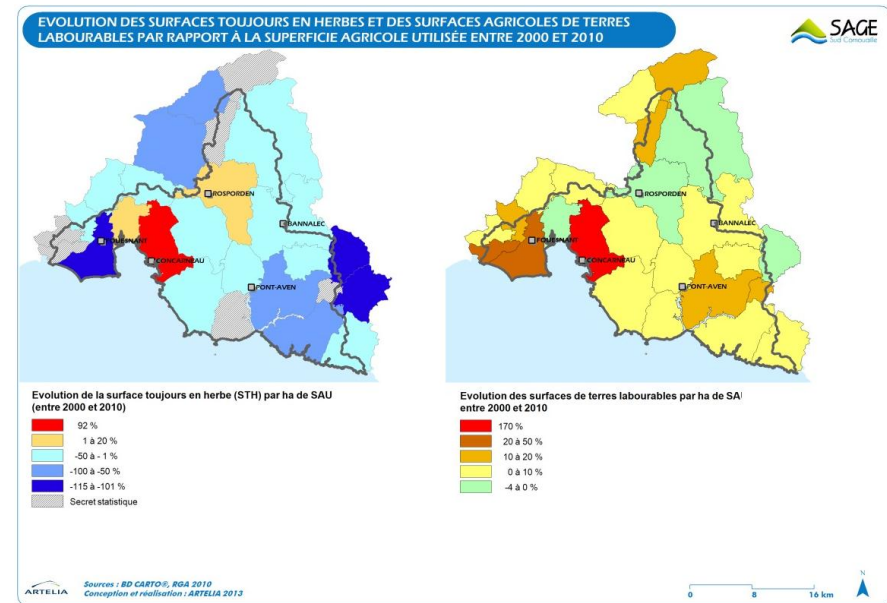 EVOLUTION DES SURFACES TOUJOURS EN HERBES ET DES SURFACES AGRICOLES DE TERRES
LABOURABLES PAR RAPPORT À LA SUPERFICIE AGRICOLE UTILISÉE ENTRE 2000 ET 2010
SAGE
Sud Cornouaille
ROSPORDEN
BANNALEC
FOUESNANT
CONCARNEAU
PONT-AVEN
ROSPORDEN
BANNALEC
FOUESNANT
CONCARNEAU
PONT-AVEN
Evolution de la surface toujours en herbe (STH) par ha de SAU
(entre 2000 et 2010)
92 %
1 à 20 %
-50 à - 1 %
-100 à -50 %
-115 à -101 %
Secret statistique
Evolution des surfaces de terres labourables par ha de SAU
entre 2000 et 2010
170 %
20 à 50 %
10 à 20 %
0 à 10 %
-4 à 0 %
ARTELIA
Sources : BD CARTO®, RGA 2010
Conception et réalisation : ARTELIA 2013
0 8 16 km
N